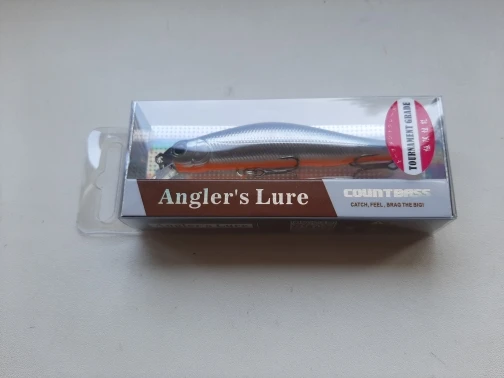 TOURNAMENT GRADE
Angler's Lure
COUNTBASS
CATCH, FEEL, BRAG THE BIG!